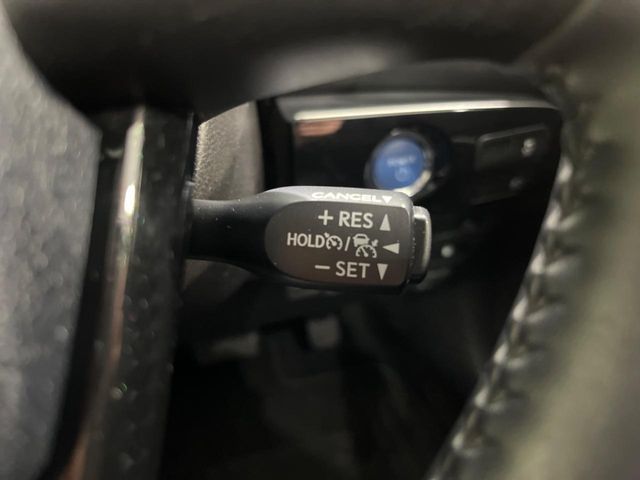 CANCEL▼
+ RES ▲
HOLD / ◀
− SET ▼